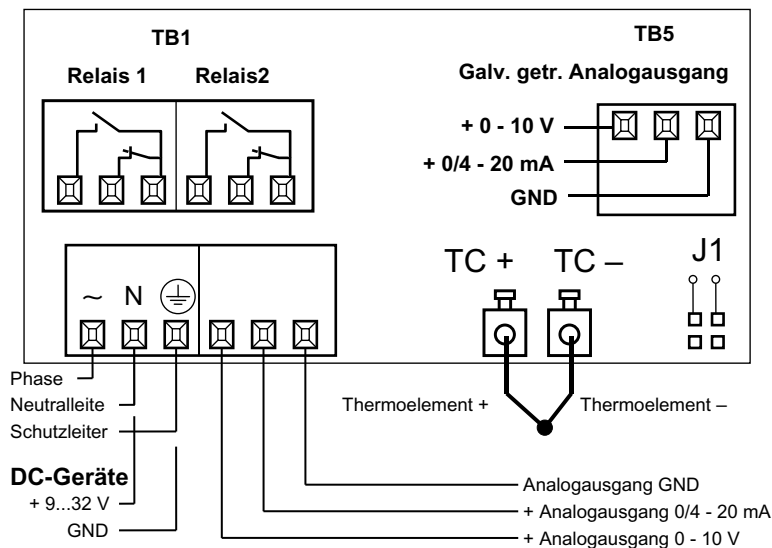 TB1
TB5
Relais 1 Relais2
Galv. getr. Analogausgang
+ 0 - 10 V
+ 0/4 - 20 mA
GND
TC + TC –
J1
~ N
Phase
Neutralleite
Schutzleiter
Thermoelement + Thermoelement –
DC-Geräte
+ 9...32 V
GND
Analogausgang GND
+ Analogausgang 0/4 - 20 mA
+ Analogausgang 0 - 10 V